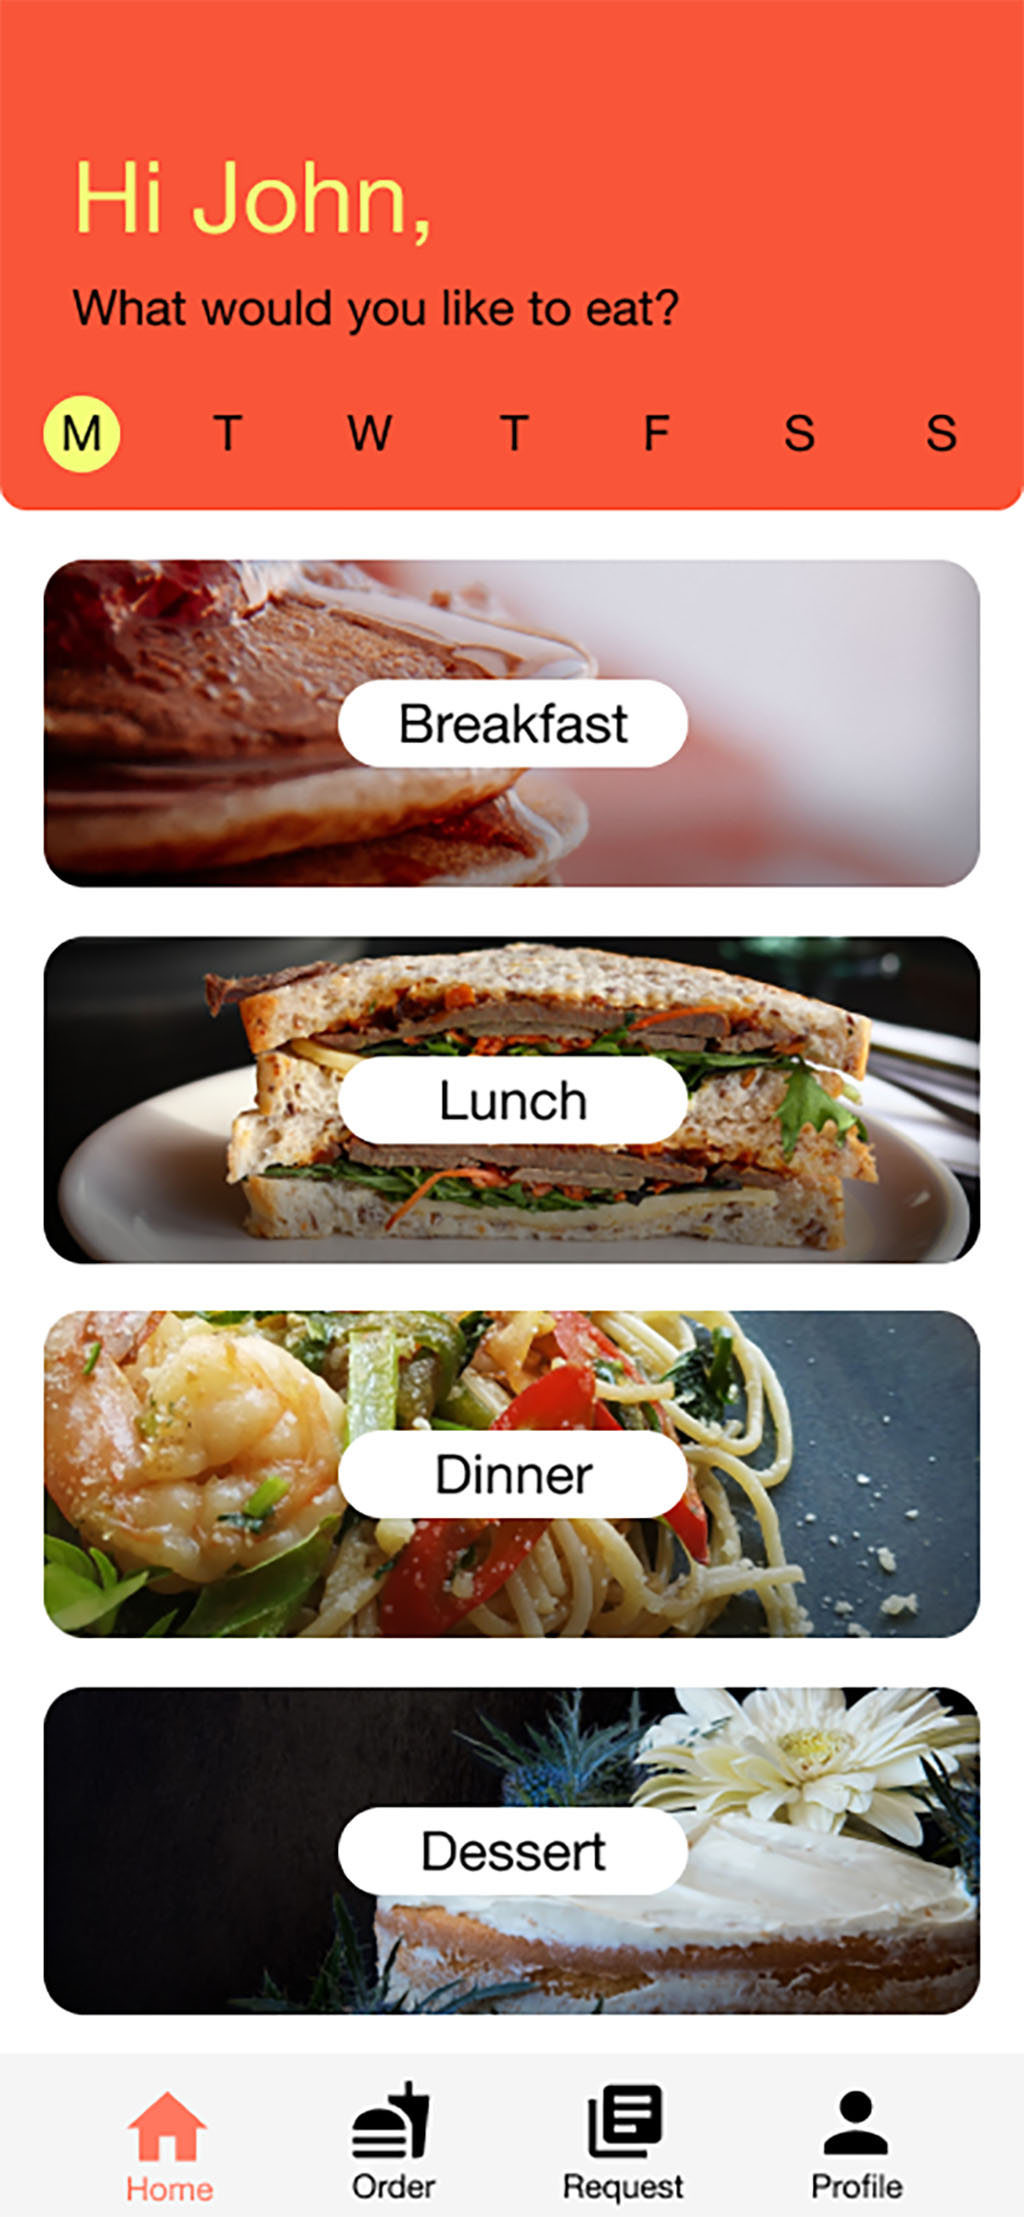 Hi John,
What would you like to eat?
M T W T F S S
Breakfast
Lunch
Dinner
Dessert
Home Order Request Profile